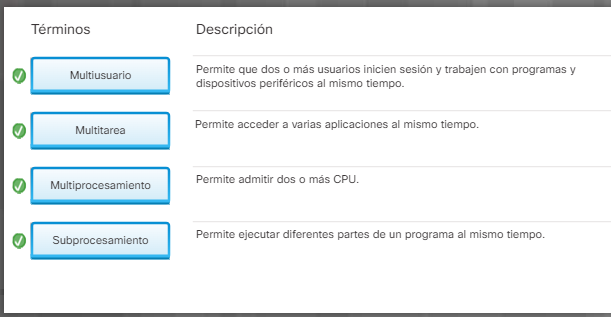 Términos
Descripción
Multiusuario
Permite que dos o más usuarios inicien sesión y trabajen con programas y
dispositivos periféricos al mismo tiempo.
Multitarea
Permite acceder a varias aplicaciones al mismo tiempo.
Multiprocesamiento
Permite admitir dos o más CPU.
Subprocesamiento
Permite ejecutar diferentes partes de un programa al mismo tiempo.